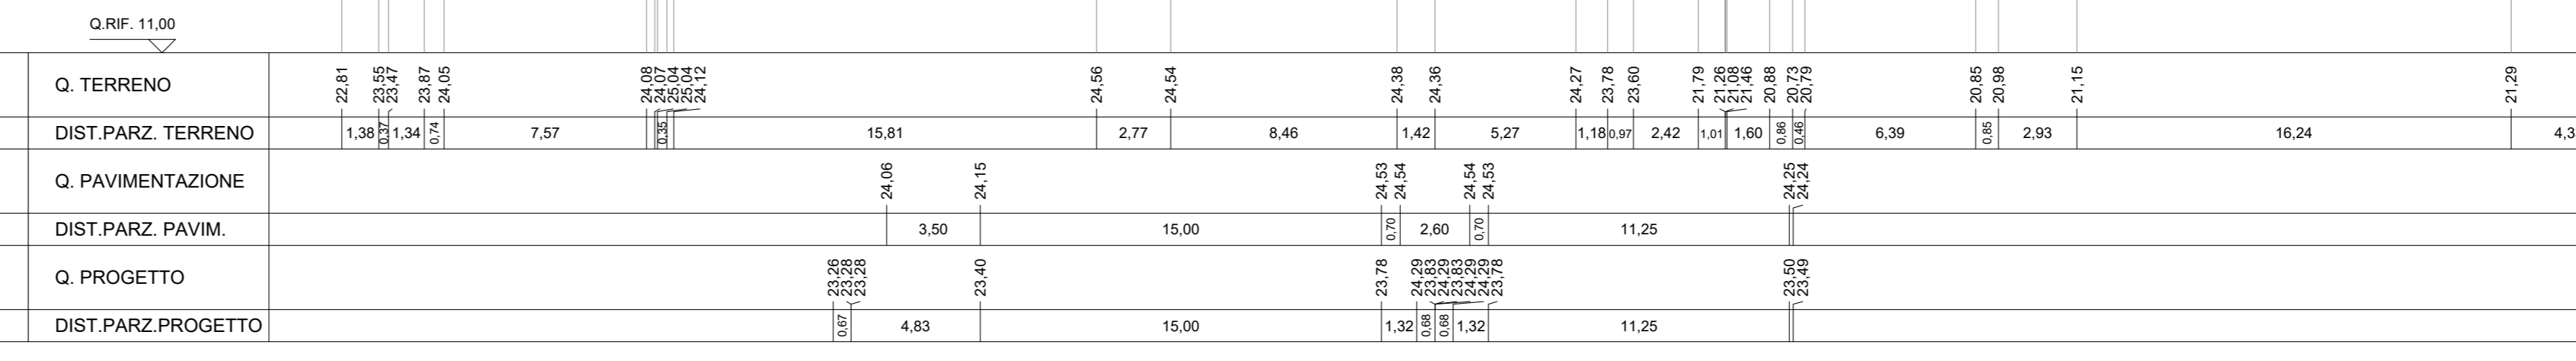 Q.RIF. 11,00
Q. TERRENO 22,81 23,55 23,47 23,87 24,05 24,08 24,07 25,04 25,04 24,12 24,56 24,54 24,38 24,36 24,27 23,78 23,60 21,79 21,26 21,08 21,46 20,88 20,73 20,79 20,85 20,98 21,15 21,29
DIST.PARZ. TERRENO 1,38 0,37 1,34 0,74 7,57 0,35 15,81 2,77 8,46 1,42 5,27 1,18 0,97 2,42 1,01 1,60 0,86 0,46 6,39 0,85 2,93 16,24 4,3
Q. PAVIMENTAZIONE 24,06 24,15 24,53 24,54 24,54 24,53 24,25 24,24
DIST.PARZ. PAVIM. 3,50 15,00 0,70 2,60 0,70 11,25
Q. PROGETTO 23,26 23,28 23,28 23,40 23,78 24,29 23,83 24,29 23,83 24,29 24,29 23,78 23,50 23,49
DIST.PARZ.PROGETTO 0,67 4,83 15,00 1,32 0,68 0,68 1,32 11,25